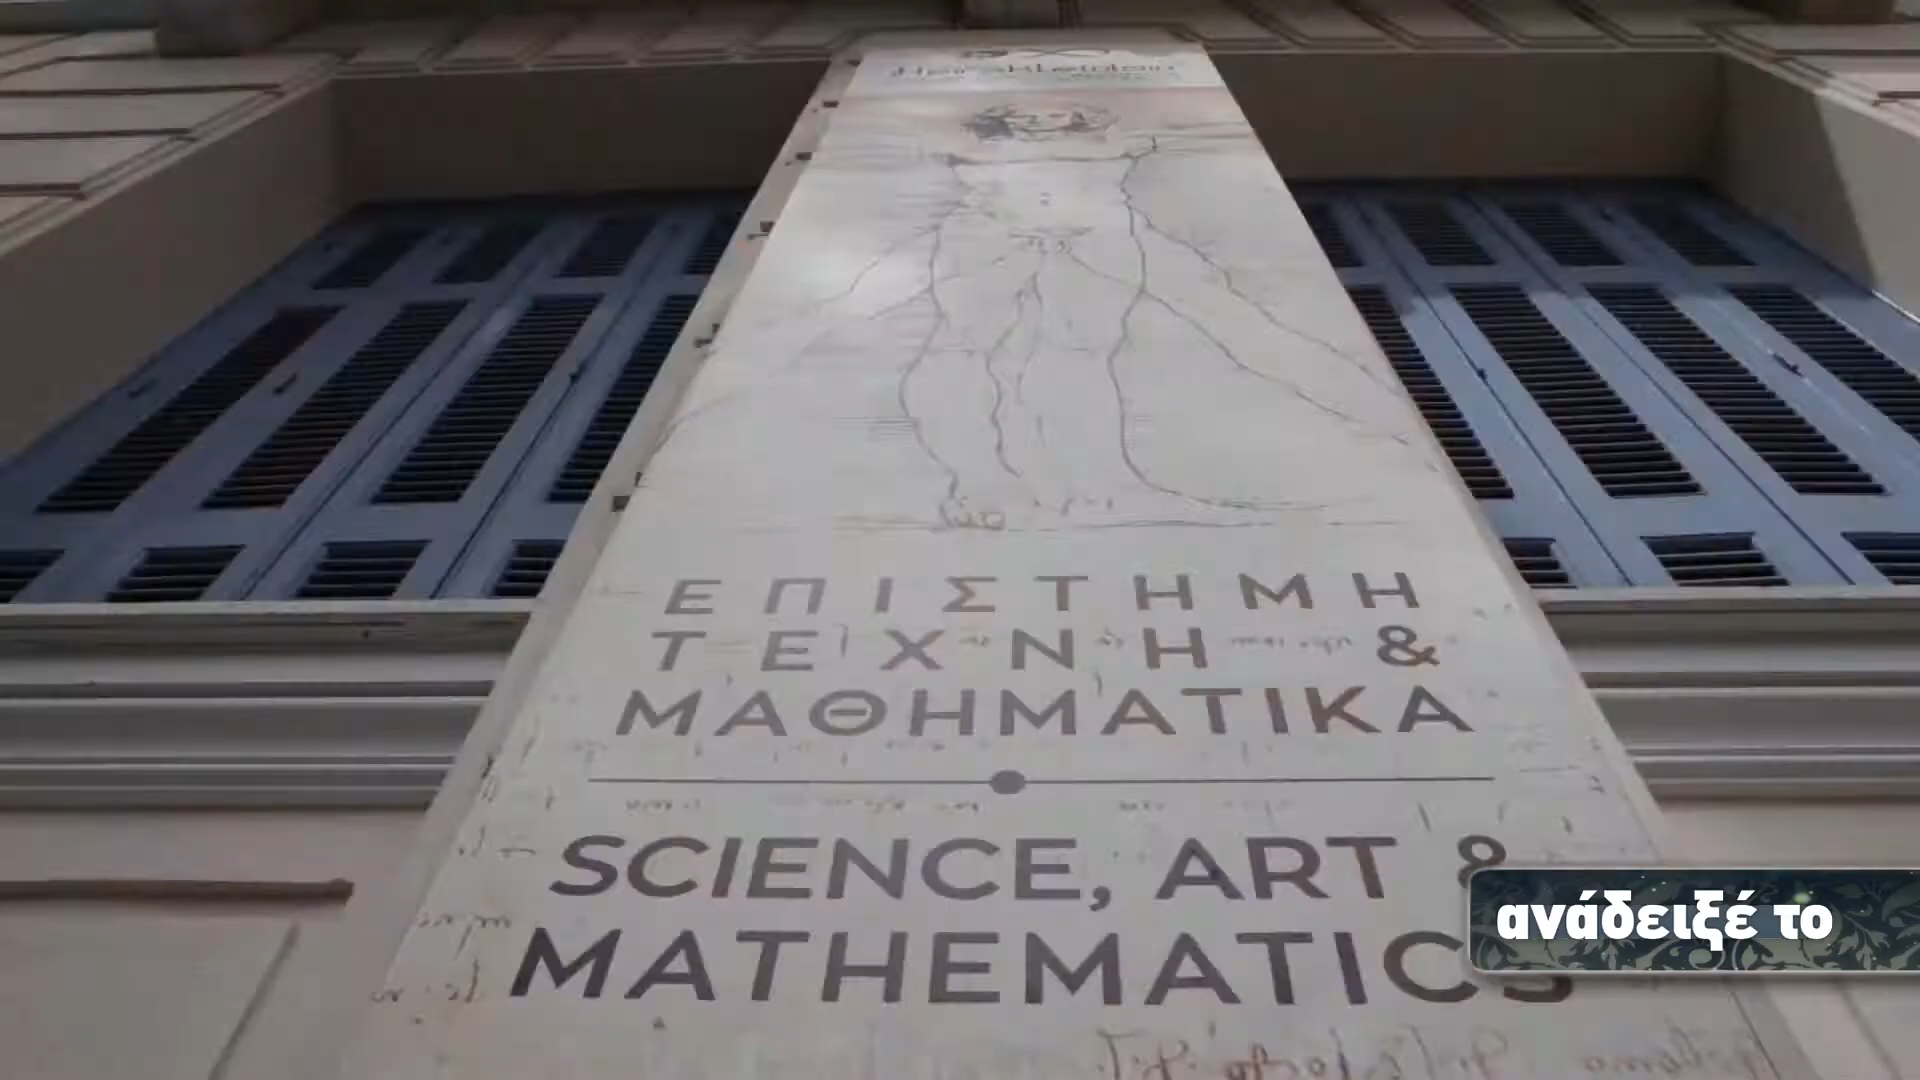 ΕΠΙΣΤΗΜΗ
ΤΕΧΝΗ &
ΜΑΘΗΜΑΤΙΚΑ
SCIENCE, ART &
MATHEMATICS
ανάδειξέ το